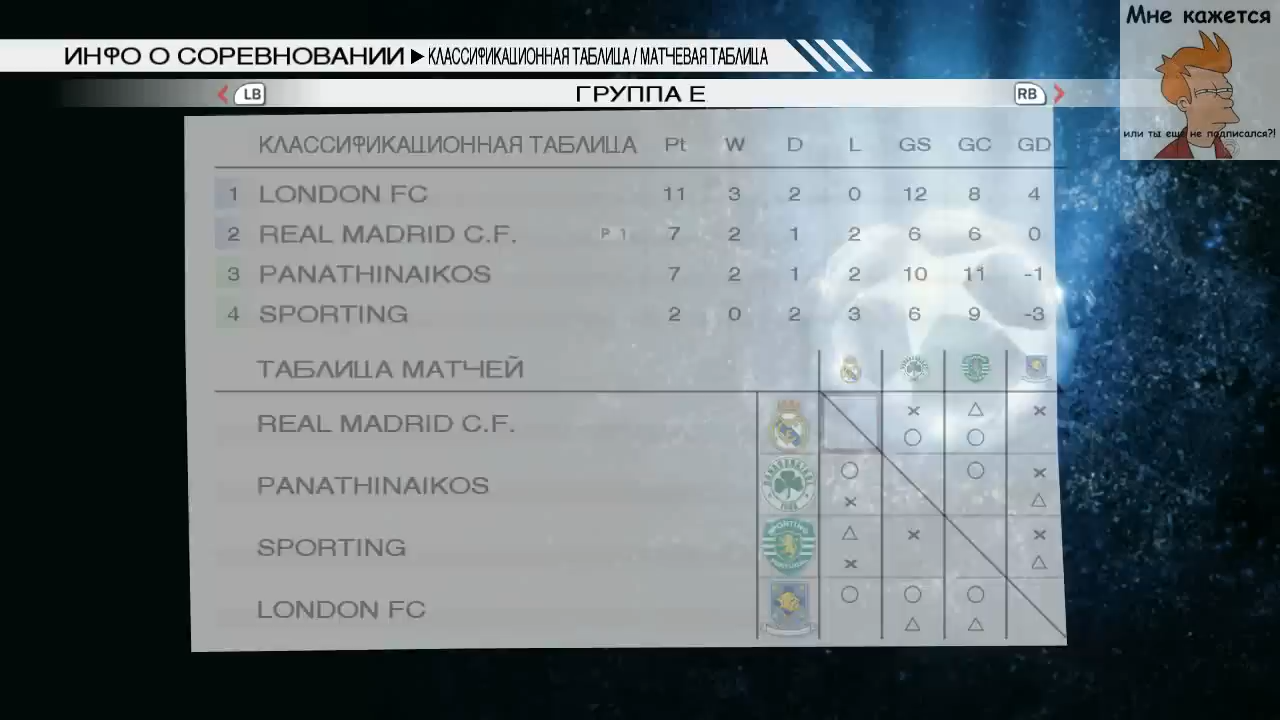 Мне кажется
ИНФО О СОРЕВНОВАНИИ ▶ КЛАССИФИКАЦИОННАЯ ТАБЛИЦА / МАТЧЕВАЯ ТАБЛИЦА
LB ГРУППА E RB
или ты еще не подписался?!
КЛАССИФИКАЦИОННАЯ ТАБЛИЦА Pt W D L GS GC GD
1 LONDON FC 11 3 2 0 12 8 4
2 REAL MADRID C.F. P 1 7 2 1 2 6 6 0
3 PANATHINAIKOS 7 2 1 2 10 11 -1
4 SPORTING 2 0 2 3 6 9 -3
ТАБЛИЦА МАТЧЕЙ
REAL MADRID C.F.
PANATHINAIKOS
SPORTING
LONDON FC